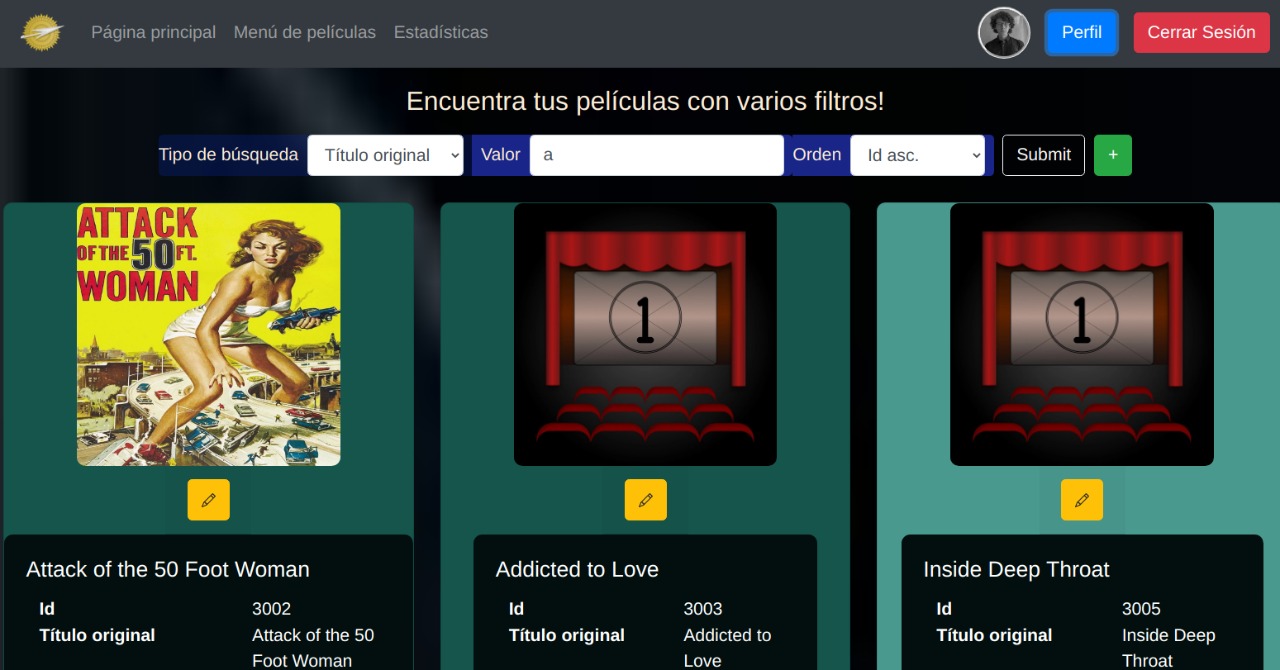 Página principal Menú de películas Estadísticas Perfil Cerrar Sesión
Encuentra tus películas con varios filtros!
Tipo de búsqueda Título original Valor a Orden Id asc. Submit +
ATTACK
OF THE 50 FT.
WOMAN
1
1
Attack of the 50 Foot Woman
Id 3002
Título original Attack of the 50
Foot Woman
Addicted to Love
Id 3003
Título original Addicted to
Love
Inside Deep Throat
Id 3005
Título original Inside Deep
Throat